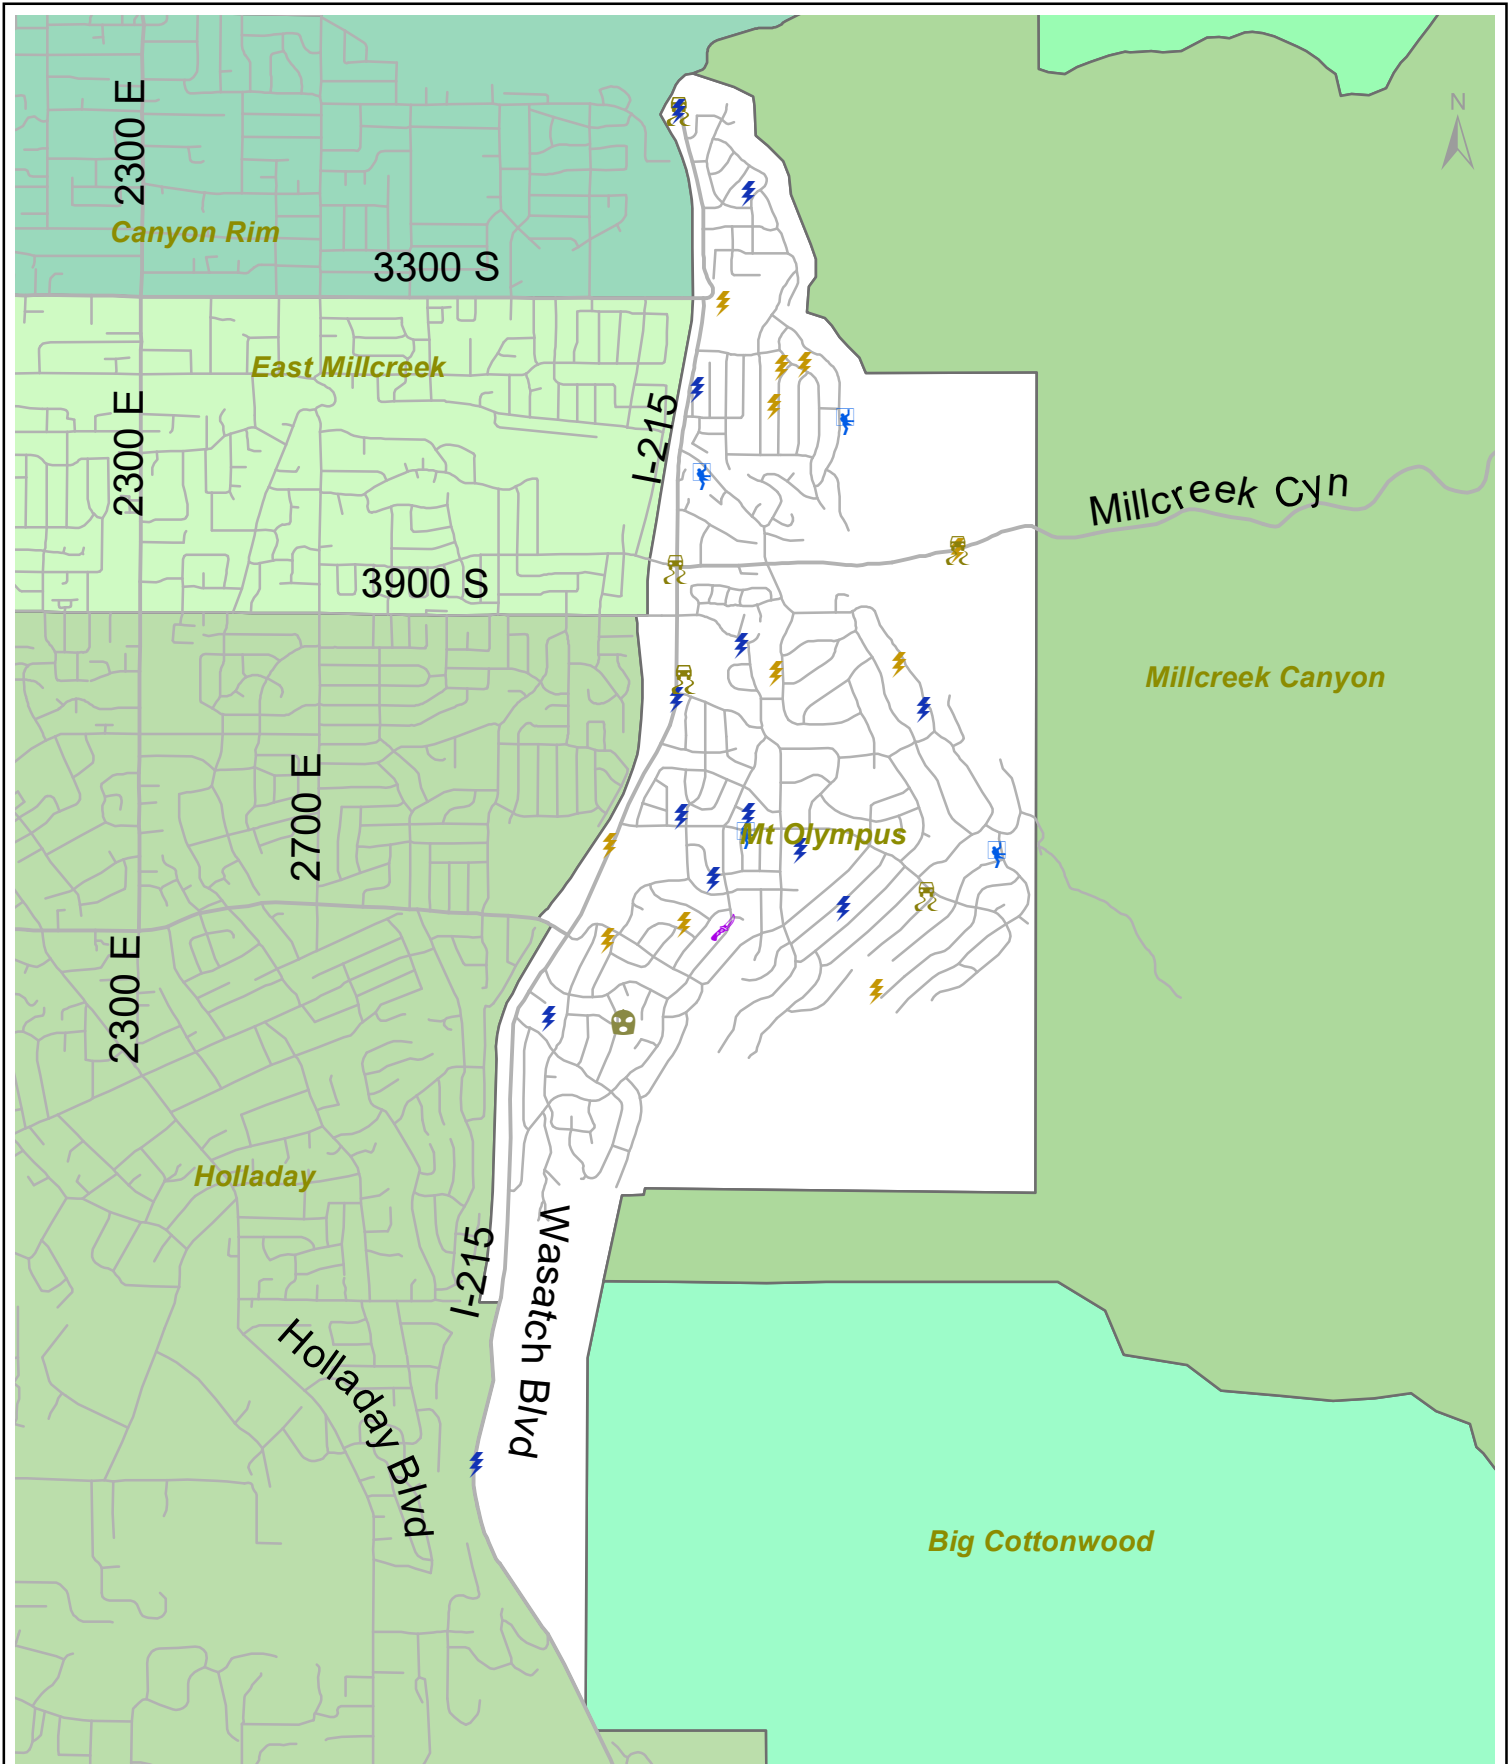 2300 E
N
Canyon Rim
3300 S
East Millcreek
2300 E
I-215
Millcreek Cyn
3900 S
Millcreek Canyon
2700 E
Mt Olympus
2300 E
Holladay
I-215
Wasatch Blvd
Holladay Blvd
Big Cottonwood